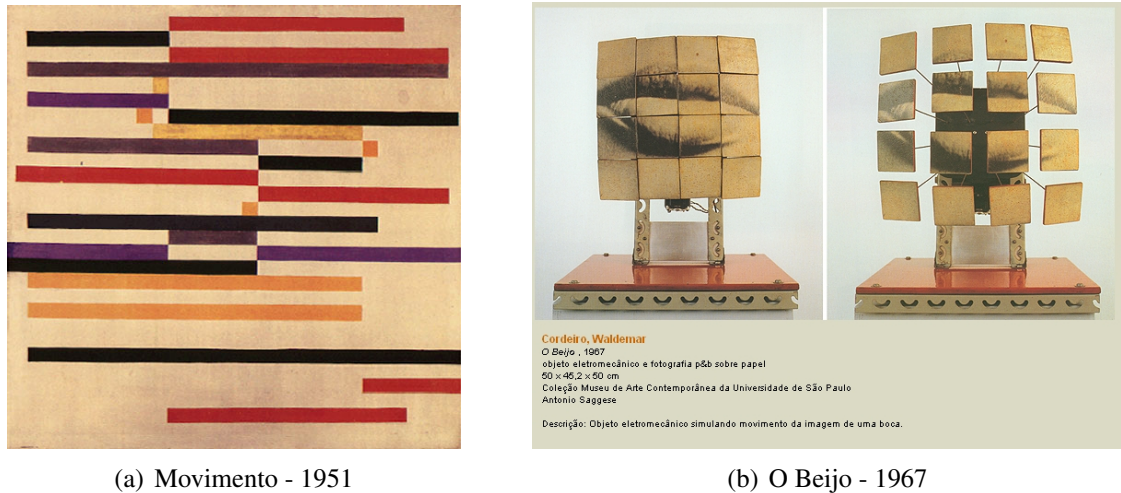 Cordeiro, Waldemar
O Beijo , 1967
objeto eletromecânico e fotografia p&b sobre papel
50 x 45,2 x 50 cm
Coleção Museu de Arte Contemporânea da Universidade de São Paulo
Antonio Saggese
Descrição: Objeto eletromecânico simulando movimento da imagem de uma boca.
(a) Movimento - 1951
(b) O Beijo - 1967